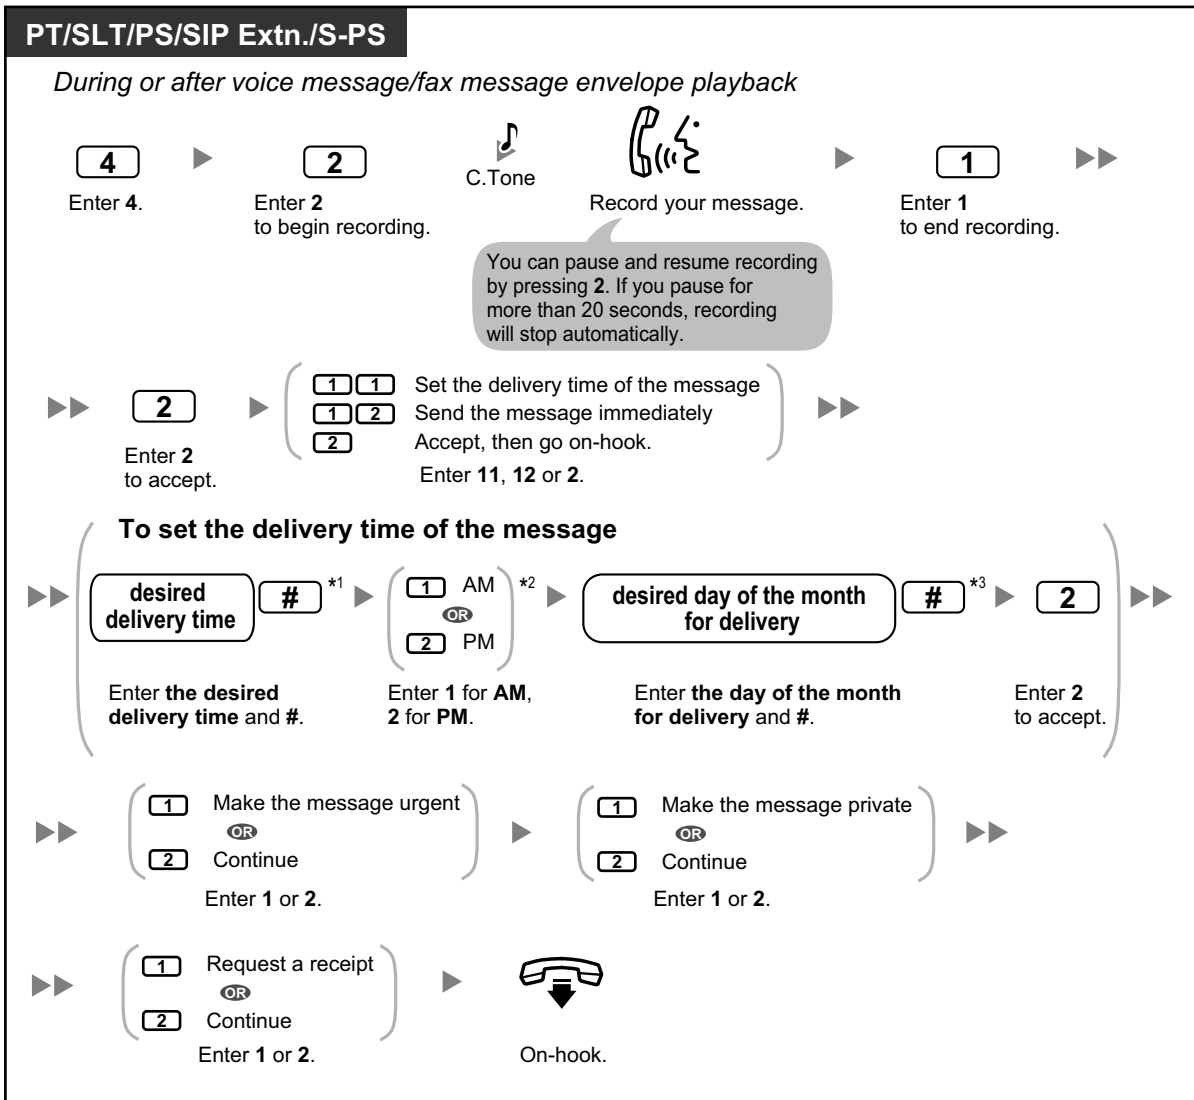 PT/SLT/PS/SIP Extn./S-PS
During or after voice message/fax message envelope playback
4
2
1
C.Tone
Enter 4.
Enter 2
to begin recording.
Record your message.
Enter 1
to end recording.
You can pause and resume recording
by pressing 2. If you pause for
more than 20 seconds, recording
will stop automatically.
2
Enter 2
to accept.
1 1 Set the delivery time of the message
1 2 Send the message immediately
2 Accept, then go on-hook.
Enter 11, 12 or 2.
To set the delivery time of the message
desired
delivery time
# *1
1 AM
OR
2 PM
*2
desired day of the month
for delivery
# *3
2
Enter the desired
delivery time and #.
Enter 1 for AM,
2 for PM.
Enter the day of the month
for delivery and #.
Enter 2
to accept.
1 Make the message urgent
OR
2 Continue
Enter 1 or 2.
1 Make the message private
OR
2 Continue
Enter 1 or 2.
1 Request a receipt
OR
2 Continue
Enter 1 or 2.
On-hook.